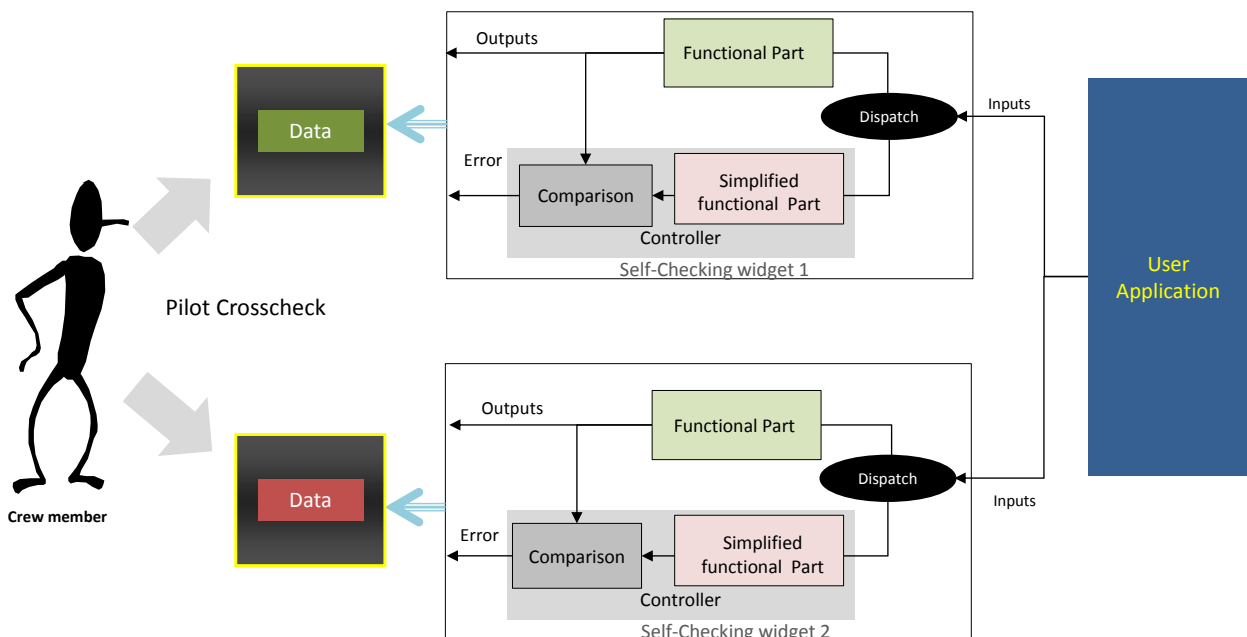 Outputs
Functional Part
Data
Dispatch
Inputs
Error
Comparison
Simplified
functional Part
Controller
Self-Checking widget 1
User
Application
Pilot Crosscheck
Outputs
Functional Part
Data
Dispatch
Inputs
Error
Comparison
Simplified
functional Part
Controller
Self-Checking widget 2
Crew member